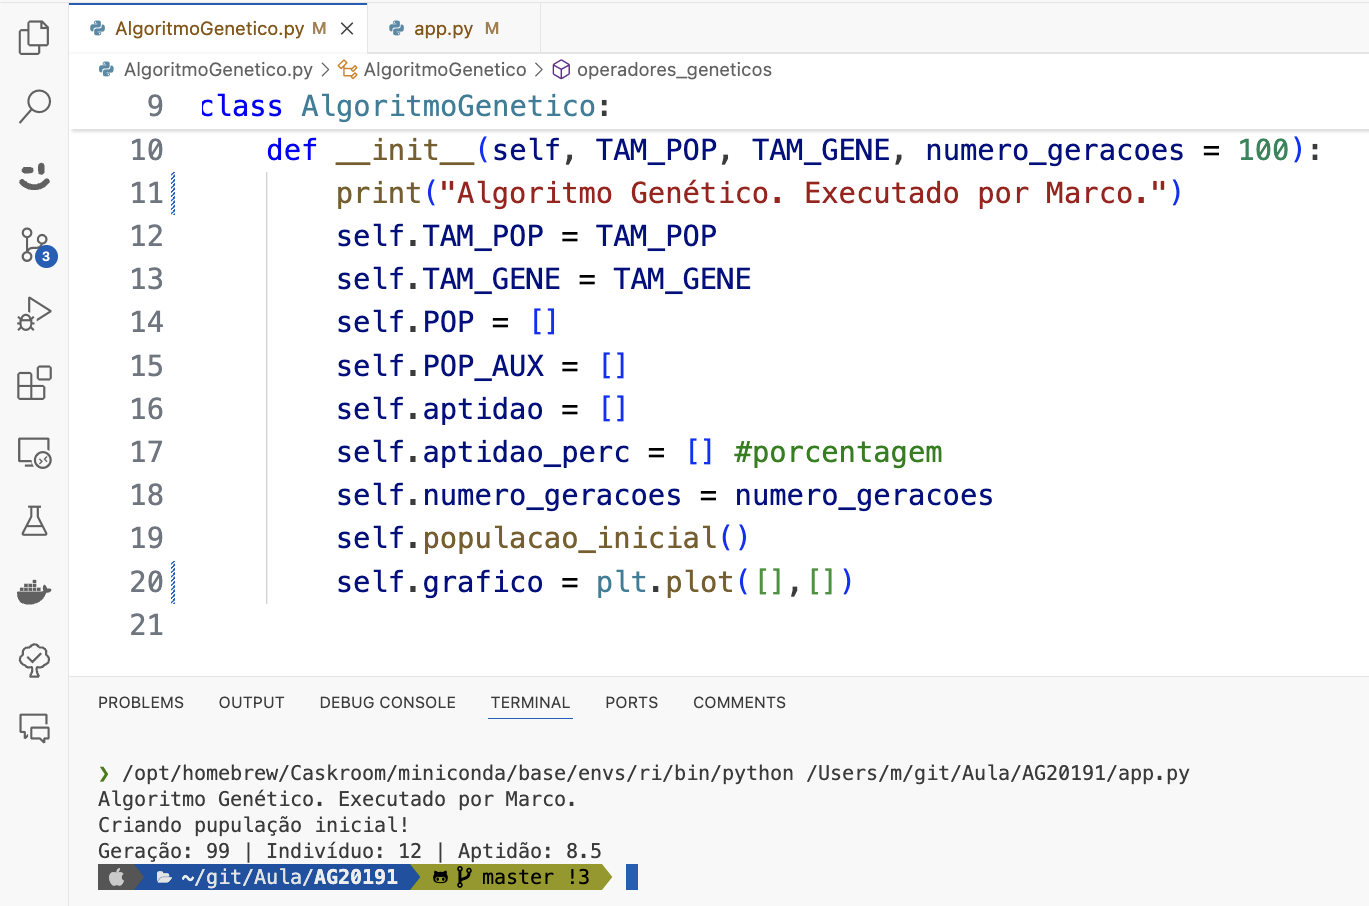 AlgoritmoGenetico.py M
app.py M
AlgoritmoGenetico.py > AlgoritmoGenetico > operadores_geneticos
9 class AlgoritmoGenetico:
10 def __init__(self, TAM_POP, TAM_GENE, numero_geracoes = 100):
11 print("Algoritmo Genético. Executado por Marco.")
12 self.TAM_POP = TAM_POP
13 self.TAM_GENE = TAM_GENE
14 self.POP = []
15 self.POP_AUX = []
16 self.aptidao = []
17 self.aptidao_perc = [] #porcentagem
18 self.numero_geracoes = numero_geracoes
19 self.populacao_inicial()
20 self.grafico = plt.plot([],[])
21
3
PROBLEMS OUTPUT DEBUG CONSOLE TERMINAL PORTS COMMENTS
❯ /opt/homebrew/Caskroom/miniconda/base/envs/ri/bin/python /Users/m/git/Aula/AG20191/app.py
Algoritmo Genético. Executado por Marco.
Criando pupulação inicial!
Geração: 99 | Indivíduo: 12 | Aptidão: 8.5
~/git/Aula/AG20191 master !3